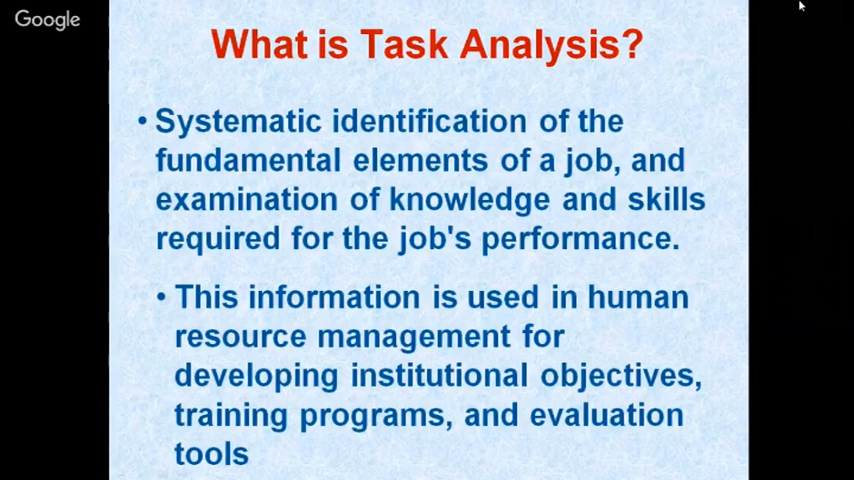 Google
What is Task Analysis?
• Systematic identification of the
fundamental elements of a job, and
examination of knowledge and skills
required for the job's performance.
• This information is used in human
resource management for
developing institutional objectives,
training programs, and evaluation
tools